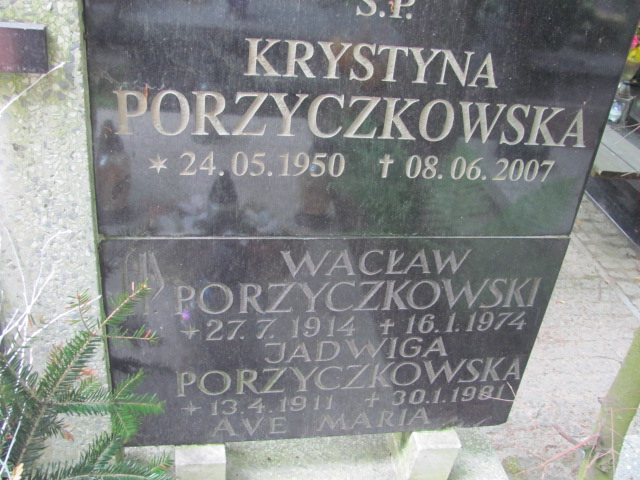 Ś.P.
KRYSTYNA
PORZYCZKOWSKA
* 24.05.1950 † 08.06.2007
WACŁAW
PORZYCZKOWSKI
* 27.7 1914 † 16.1.1974
JADWIGA
PORZYCZKOWSKA
* 13.4.1911 † 30.1.1981
AVE MARIA